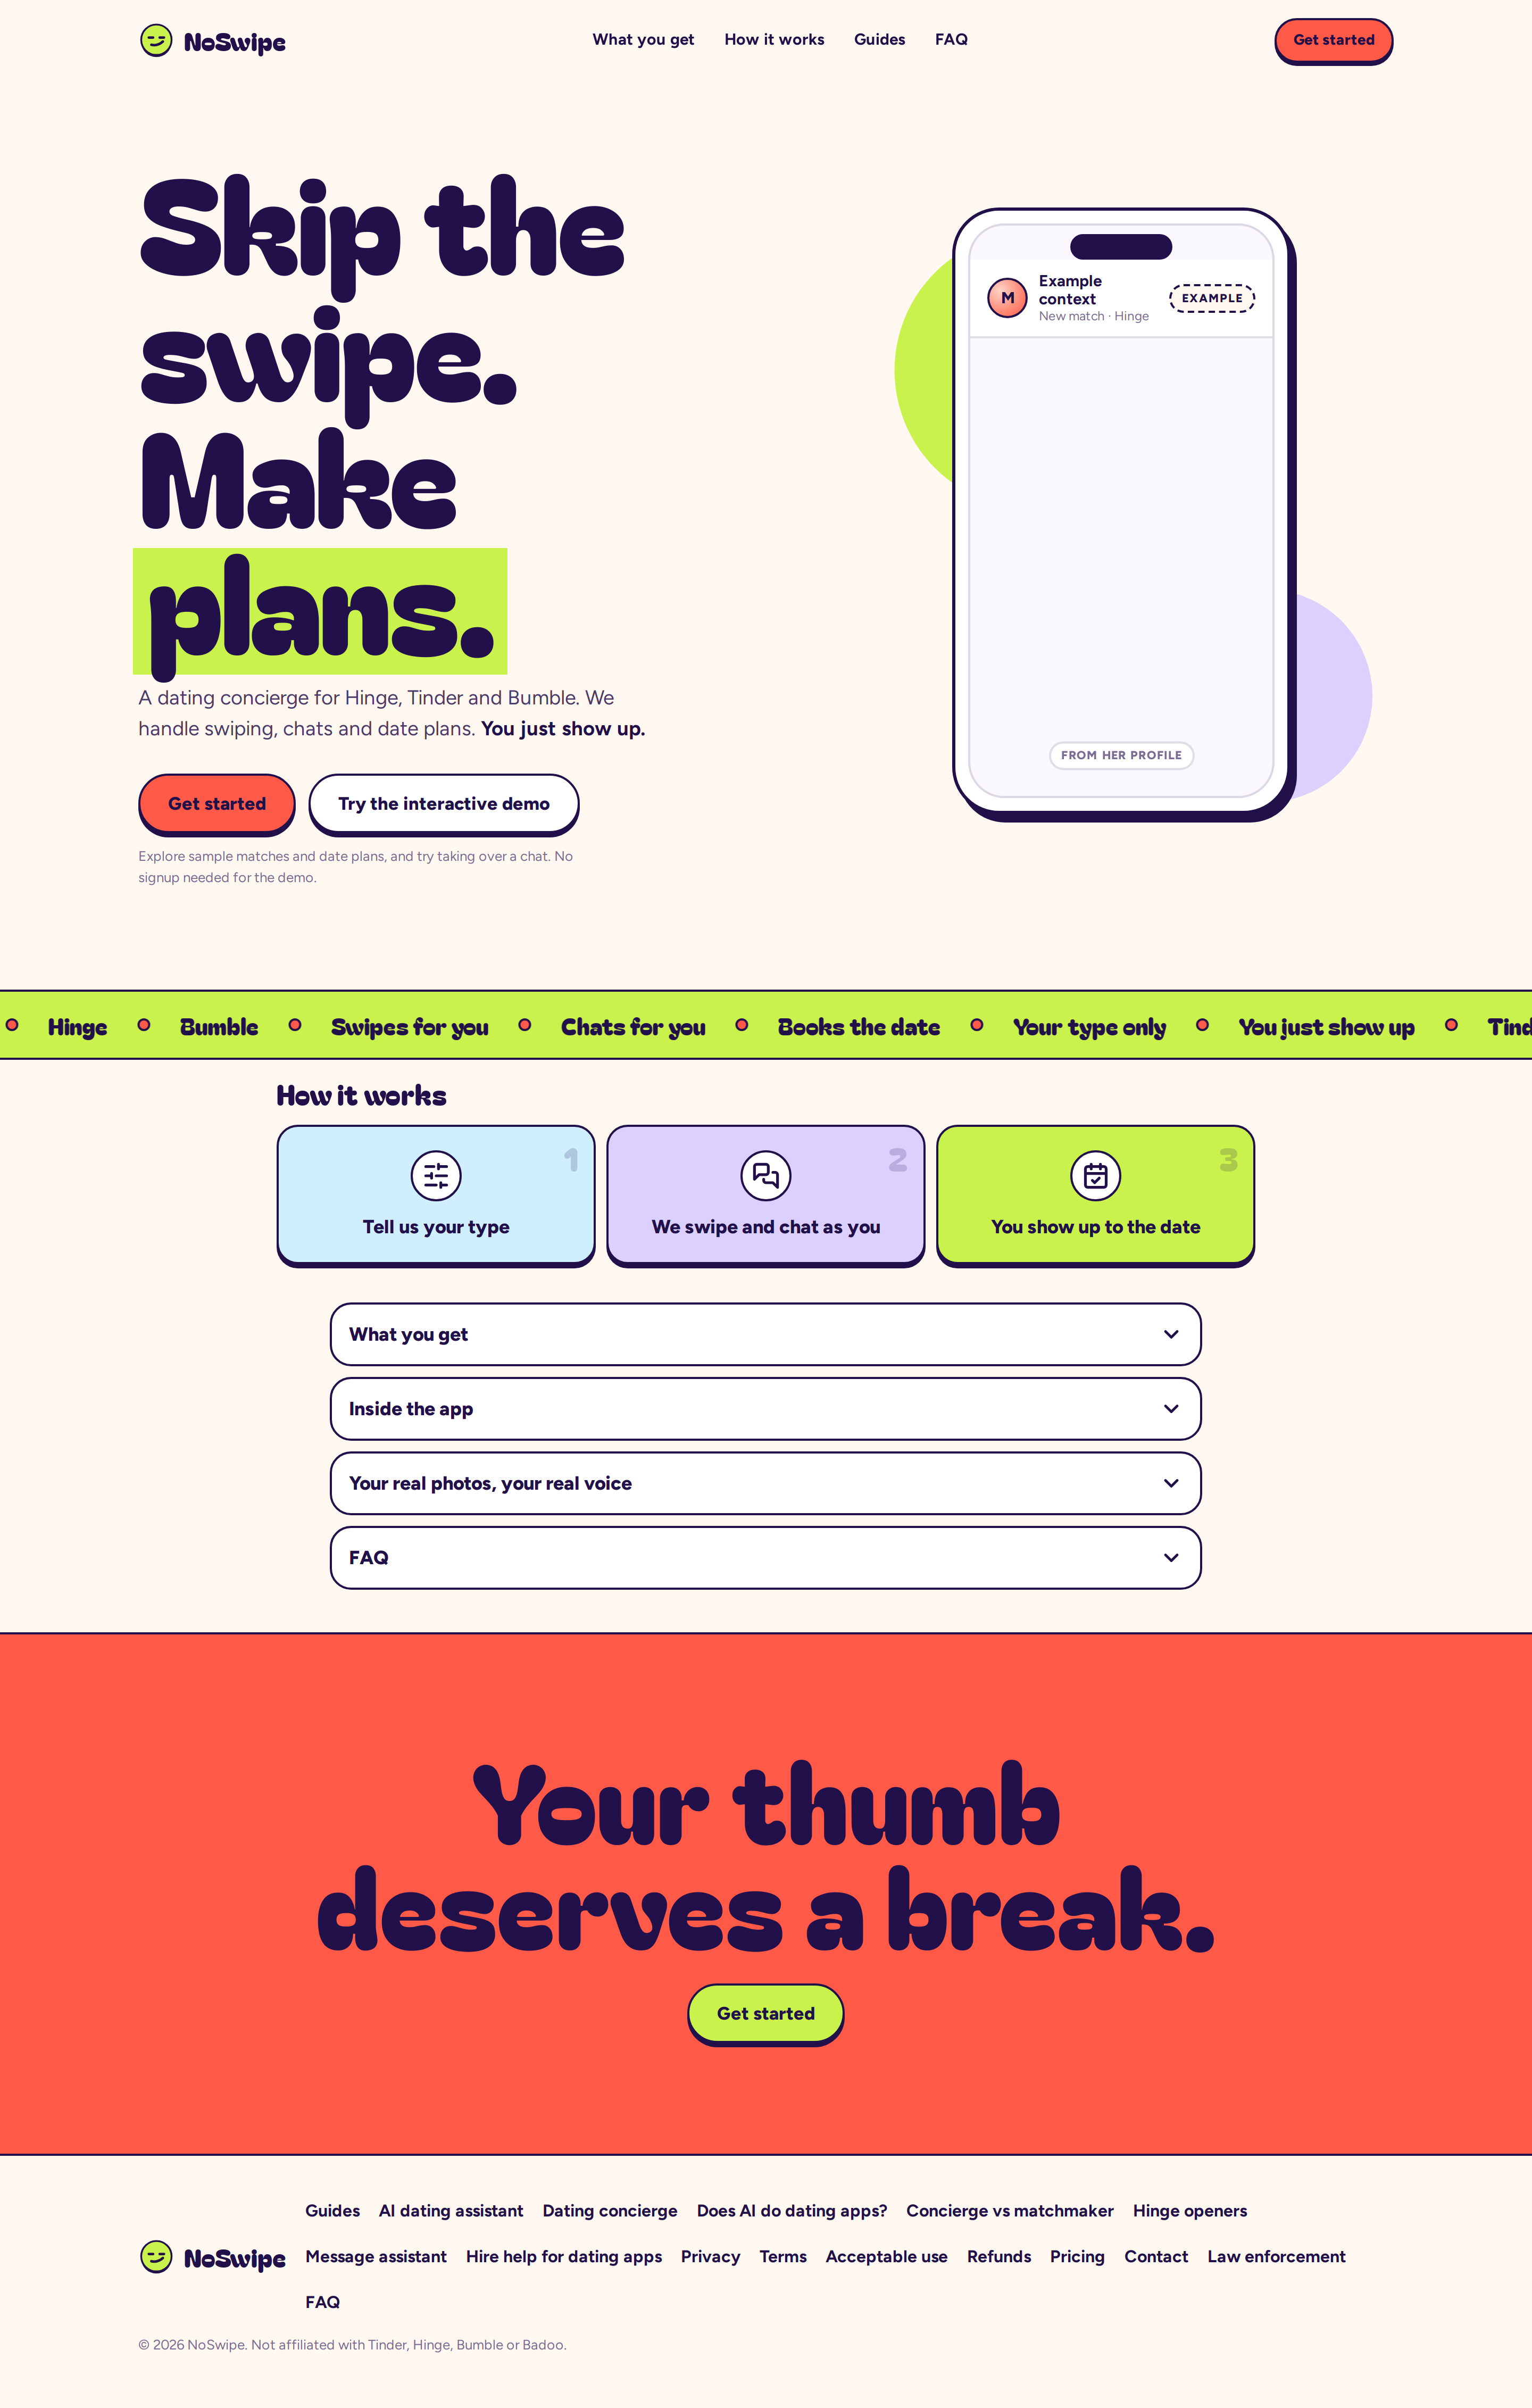 NoSwipe
What you get How it works Guides FAQ
Get started
Skip the
swipe.
Make
plans.
A dating concierge for Hinge, Tinder and Bumble. We
handle swiping, chats and date plans. You just show up.
Get started
Try the interactive demo
Explore sample matches and date plans, and try taking over a chat. No
signup needed for the demo.
M
Example
context
New match · Hinge
EXAMPLE
FROM HER PROFILE
Hinge Bumble Swipes for you Chats for you Books the date Your type only You just show up Tind
How it works
1
Tell us your type
2
We swipe and chat as you
3
You show up to the date
What you get
Inside the app
Your real photos, your real voice
FAQ
Your thumb
deserves a break.
Get started
NoSwipe
Guides AI dating assistant Dating concierge Does AI do dating apps? Concierge vs matchmaker Hinge openers
Message assistant Hire help for dating apps Privacy Terms Acceptable use Refunds Pricing Contact Law enforcement
FAQ
© 2026 NoSwipe. Not affiliated with Tinder, Hinge, Bumble or Badoo.